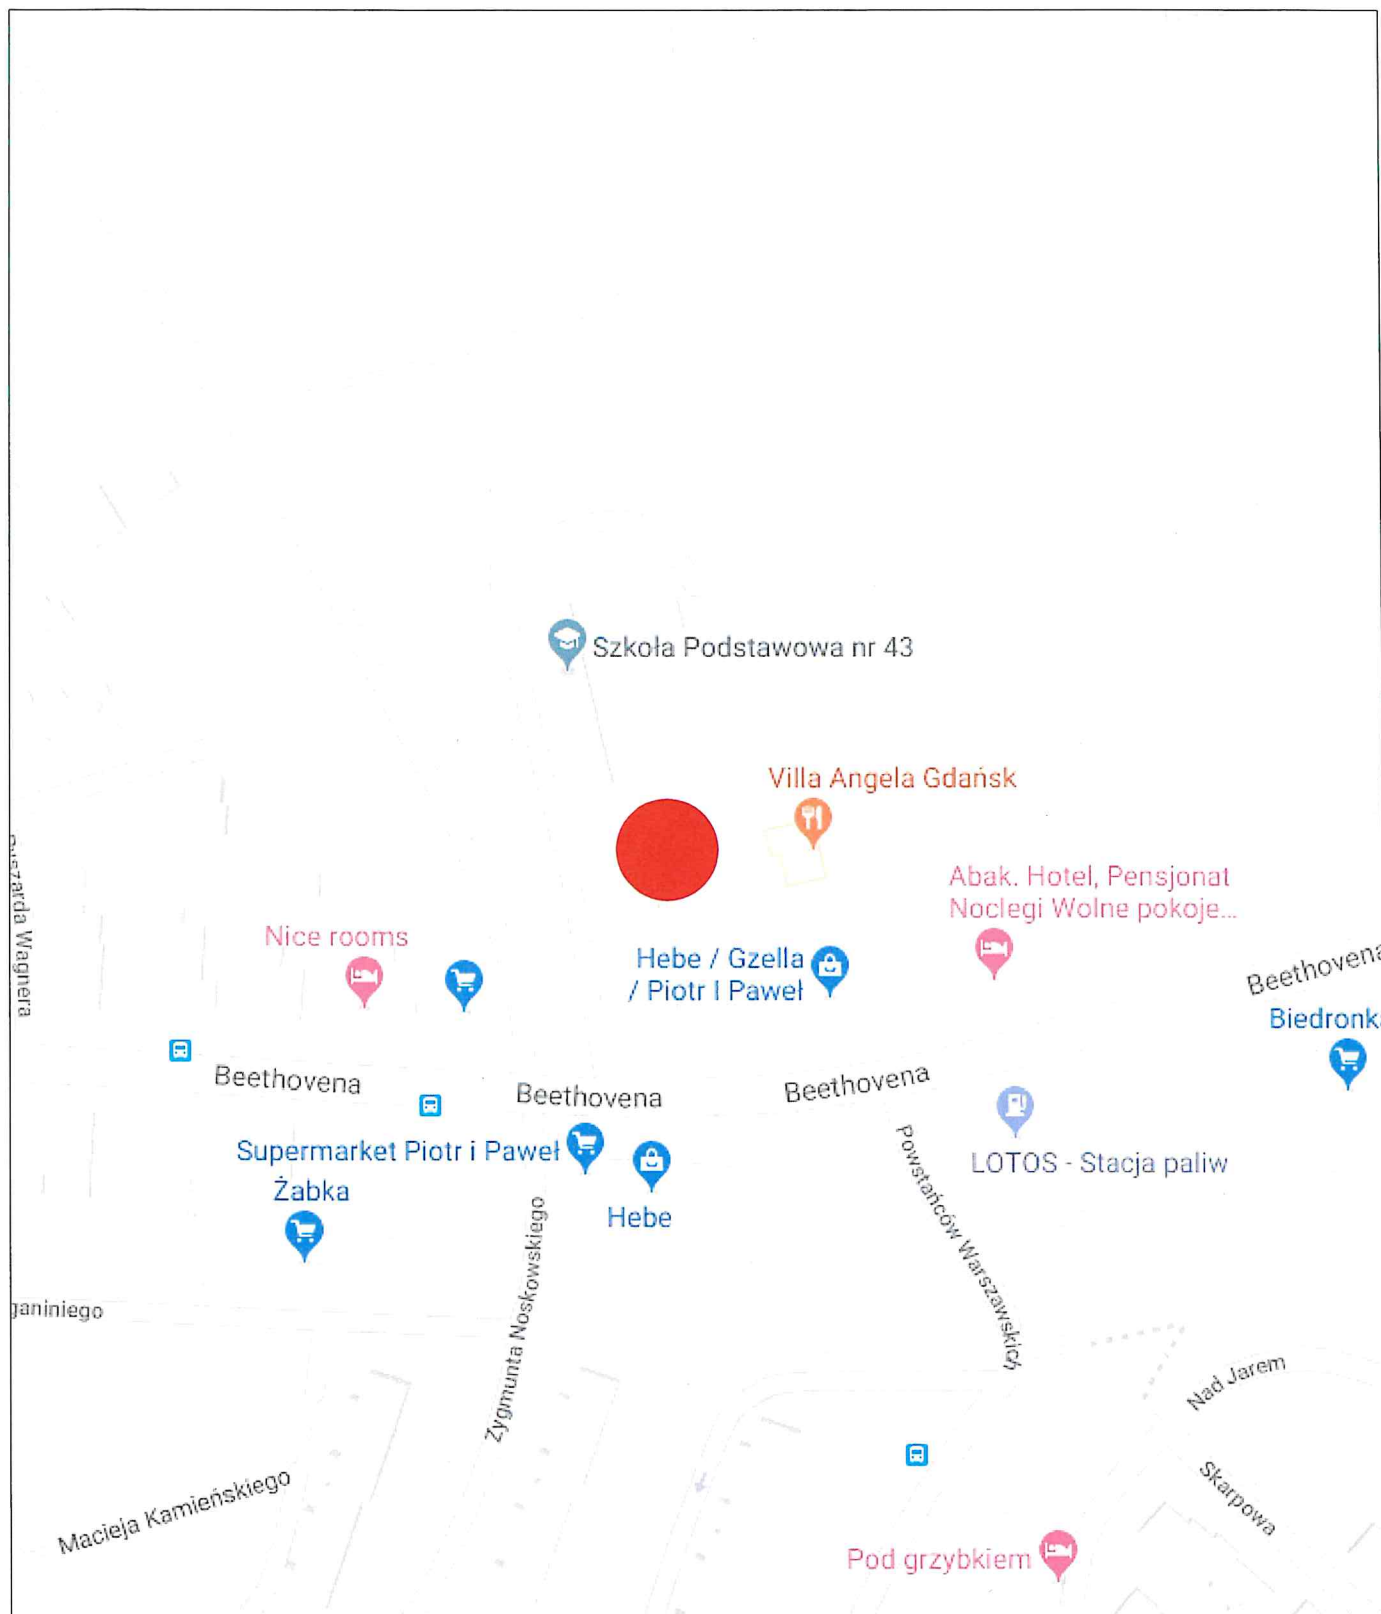 Szkoła Podstawowa nr 43
Villa Angela Gdańsk
Abak. Hotel, Pensjonat
Noclegi Wolne pokoje...
Wagnera
Nice rooms
Hebe / Gzella
/ Piotr I Paweł
Beethovena
Biedronka
Beethovena
Beethovena
Beethovena
Supermarket Piotr i Paweł
Żabka
Hebe
Powstańców Warszawskich
LOTOS - Stacja paliw
Zygmunta Noskowskiego
ganiniego
Nad Jarem
Skarpowa
Macieja Kamieńskiego
Pod grzybkiem